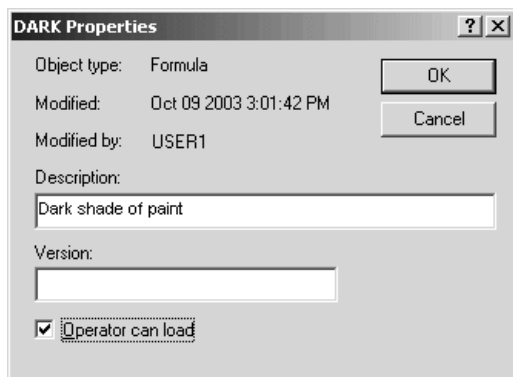 DARK Properties
Object type: Formula
OK
Modified: Oct 09 2003 3:01:42 PM
Cancel
Modified by: USER1
Description:
Dark shade of paint
Version:
Operator can load